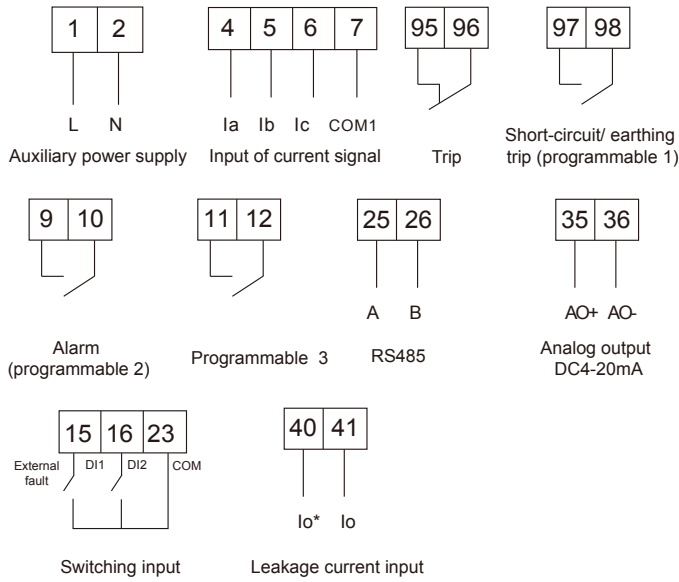 1 2
L N
Auxiliary power supply
4 5 6 7
Ia Ib Ic COM1
Input of current signal
95 96
Trip
97 98
Short-circuit/ earthing
trip (programmable 1)
9 10
Alarm
(programmable 2)
11 12
Programmable 3
25 26
A B
RS485
35 36
AO+ AO-
Analog output
DC4-20mA
15 16 23
External
fault
DI1 DI2 COM
Switching input
40 41
Io* Io
Leakage current input